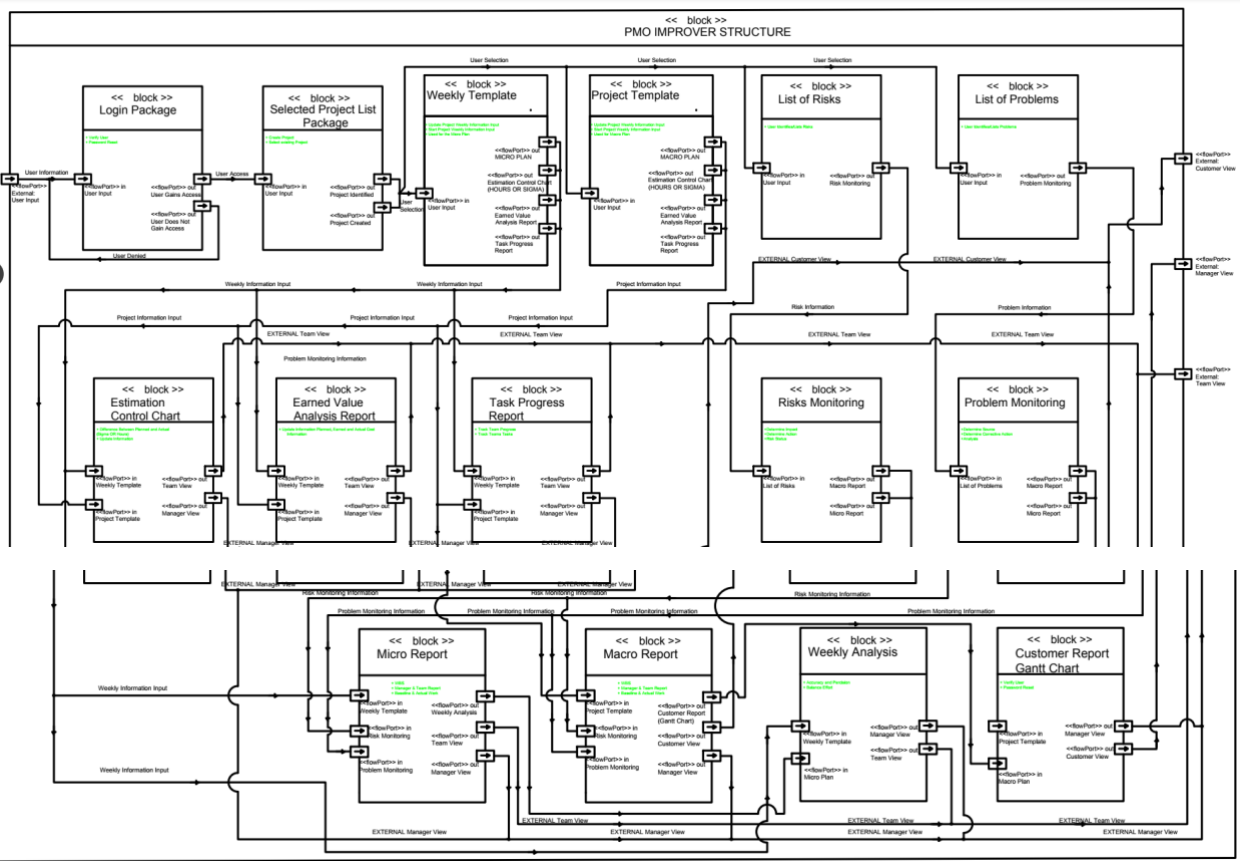 << block >>
PMO IMPROVER STRUCTURE
User Selection
User Selection
User Selection
<< block >>
Login Package
<< block >>
Selected Project List
Package
<< block >>
Weekly Template
<< block >>
Project Template
<< block >>
List of Risks
<< block >>
List of Problems
User Information
<<flowPort>>
External:
User Input
<<flowPort>> in
User Input
<<flowPort>> out
User Gains Access
<<flowPort>> out
User Does Not
Gain Access
User Denied
User Access
<<flowPort>> in
User Input
<<flowPort>> out
Project Identified
<<flowPort>> out
Project Created
User
Selection
<<flowPort>> in
User Input
<<flowPort>> out
MICRO PLAN
<<flowPort>> out
Estimation Control Chart
(HOURS OR SIGMA)
<<flowPort>> out
Earned Value
Analysis Report
<<flowPort>> out
Task Progress
Report
<<flowPort>> in
User Input
<<flowPort>> out
MACRO PLAN
<<flowPort>> out
Estimation Control Chart
(HOURS OR SIGMA)
<<flowPort>> out
Earned Value
Analysis Report
<<flowPort>> out
Task Progress
Report
<<flowPort>> in
User Input
<<flowPort>> out
Risk Monitoring
<<flowPort>> in
User Input
<<flowPort>> out
Problem Monitoring
<<flowPort>>
External:
Customer View
<<flowPort>>
External:
Manager View
<<flowPort>>
External:
Team View
EXTERNAL Customer View
EXTERNAL Customer View
Weekly Information Input
Weekly Information Input
Project Information Input
Risk Information
Problem Information
Project Information Input
Project Information Input
Project Information Input
EXTERNAL Team View
EXTERNAL Team View
EXTERNAL Team View
EXTERNAL Team View
Problem Monitoring Information
<< block >>
Estimation
Control Chart
<< block >>
Earned Value
Analysis Report
<< block >>
Task Progress
Report
<< block >>
Risks Monitoring
<< block >>
Problem Monitoring
<<flowPort>> in
Weekly Template
<<flowPort>> out
Team View
<<flowPort>> in
Project Template
<<flowPort>> out
Manager View
<<flowPort>> in
Weekly Template
<<flowPort>> out
Team View
<<flowPort>> in
Project Template
<<flowPort>> out
Manager View
<<flowPort>> in
Weekly Template
<<flowPort>> out
Team View
<<flowPort>> in
Project Template
<<flowPort>> out
Manager View
<<flowPort>> in
List of Risks
<<flowPort>> out
Macro Report
<<flowPort>> out
Micro Report
<<flowPort>> in
List of Problems
<<flowPort>> out
Macro Report
<<flowPort>> out
Micro Report
EXTERNAL Manager View
EXTERNAL Manager View
EXTERNAL Manager View
EXTERNAL Manager View
EXTERNAL Manager View
EXTERNAL Manager View
Risk Monitoring Information
Risk Monitoring Information
Risk Monitoring Information
Problem Monitoring Information
Problem Monitoring Information
Problem Monitoring Information
Problem Monitoring Information
<< block >>
Micro Report
<< block >>
Macro Report
<< block >>
Weekly Analysis
<< block >>
Customer Report
Gantt Chart
Weekly Information Input
<<flowPort>> in
Weekly Template
<<flowPort>> out
Weekly Analysis
<<flowPort>> in
Risk Monitoring
<<flowPort>> out
Team View
<<flowPort>> in
Problem Monitoring
<<flowPort>> out
Manager View
<<flowPort>> in
Project Template
<<flowPort>> out
Customer Report
(Gantt Chart)
<<flowPort>> in
Risk Monitoring
<<flowPort>> out
Customer View
<<flowPort>> in
Problem Monitoring
<<flowPort>> out
Manager View
<<flowPort>> in
Weekly Template
<<flowPort>> in
Micro Plan
<<flowPort>> out
Manager View
<<flowPort>> out
Team View
<<flowPort>> in
Project Template
<<flowPort>> in
Macro Plan
<<flowPort>> out
Manager View
<<flowPort>> out
Customer View
Weekly Information Input
EXTERNAL Team View
EXTERNAL Team View
EXTERNAL Team View
EXTERNAL Manager View
EXTERNAL Manager View
EXTERNAL Manager View
EXTERNAL Manager View